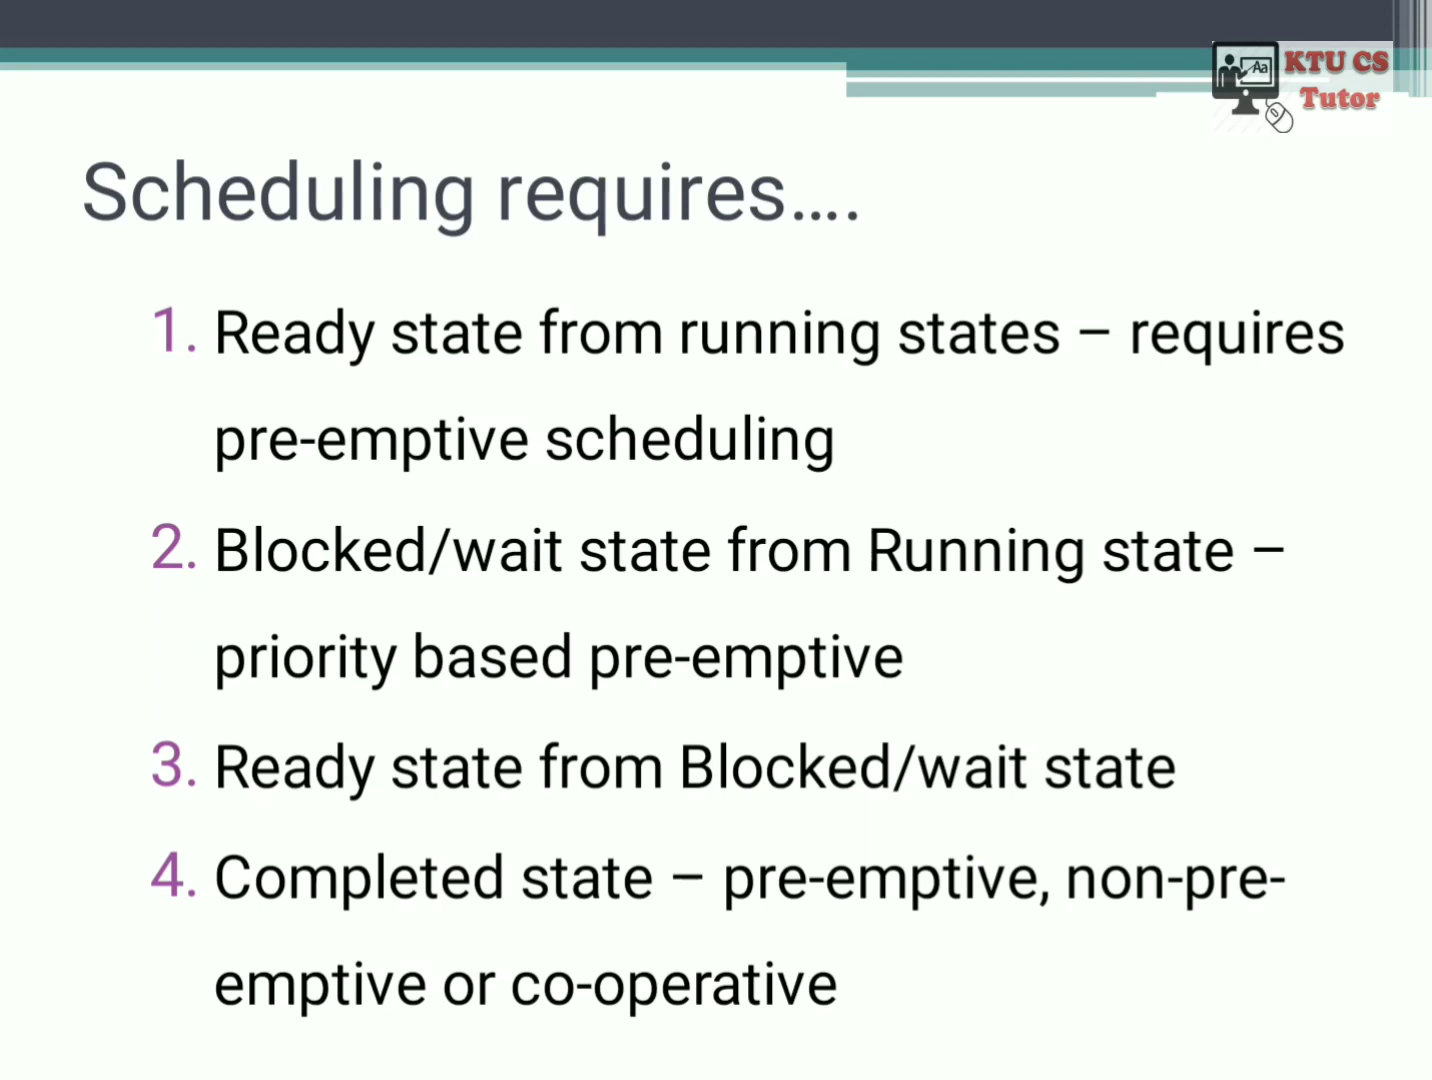 Aa
KTU CS
Tutor
Scheduling requires....
1. Ready state from running states – requires
pre-emptive scheduling
2. Blocked/wait state from Running state –
priority based pre-emptive
3. Ready state from Blocked/wait state
4. Completed state – pre-emptive, non-pre-
emptive or co-operative